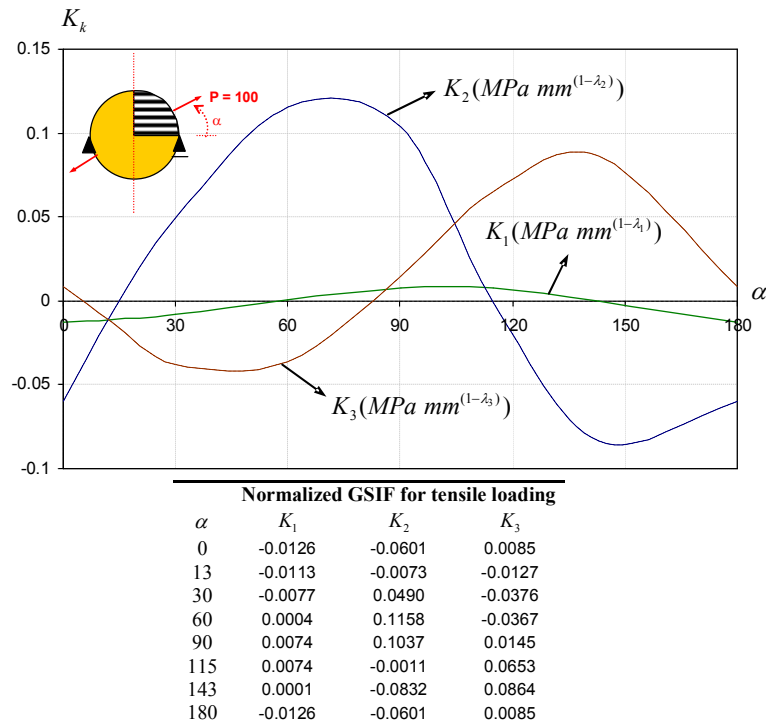 K_k
0.15
P = 100
α
K_2(MPa mm^(1-λ_2))
0.1
0.05
K_1(MPa mm^(1-λ_1))
0
α
0 30 60 90 120 150 180
-0.05
K_3(MPa mm^(1-λ_3))
-0.1
Normalized GSIF for tensile loading
α K_1 K_2 K_3
0 -0.0126 -0.0601 0.0085
13 -0.0113 -0.0073 -0.0127
30 -0.0077 0.0490 -0.0376
60 0.0004 0.1158 -0.0367
90 0.0074 0.1037 0.0145
115 0.0074 -0.0011 0.0653
143 0.0001 -0.0832 0.0864
180 -0.0126 -0.0601 0.0085